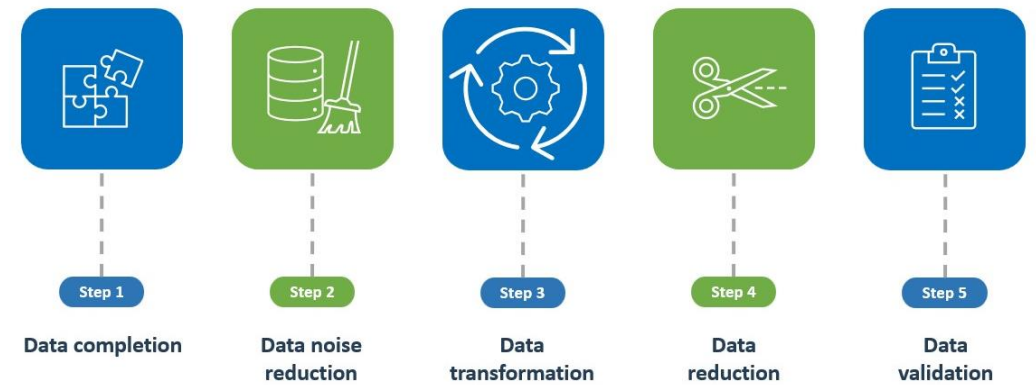 Step 1
Data completion
Step 2
Data noise
reduction
Step 3
Data
transformation
Step 4
Data
reduction
Step 5
Data
validation